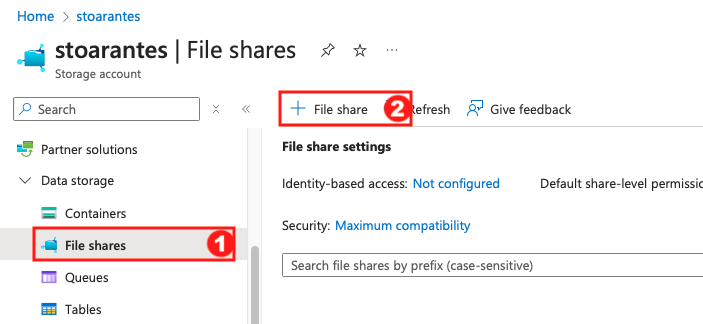 Home > stoarantes
stoarantes | File shares
Storage account
Search
+ File share 2 Refresh Give feedback
Partner solutions
Data storage
Containers
File shares 1
Queues
Tables
File share settings
Identity-based access: Not configured Default share-level permissio
Security: Maximum compatibility
Search file shares by prefix (case-sensitive)